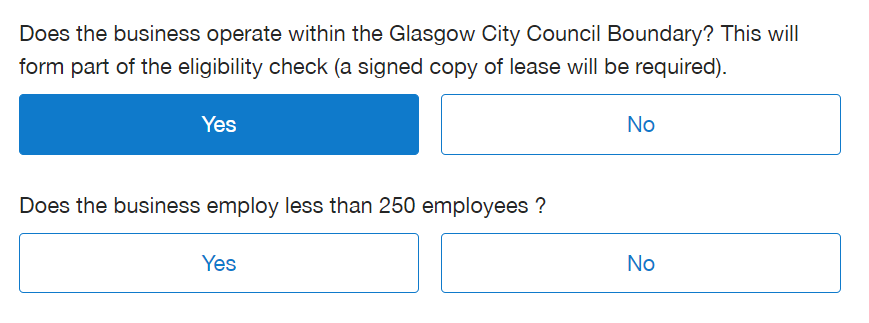 Does the business operate within the Glasgow City Council Boundary? This will
form part of the eligibility check (a signed copy of lease will be required).
Yes No
Does the business employ less than 250 employees ?
Yes No